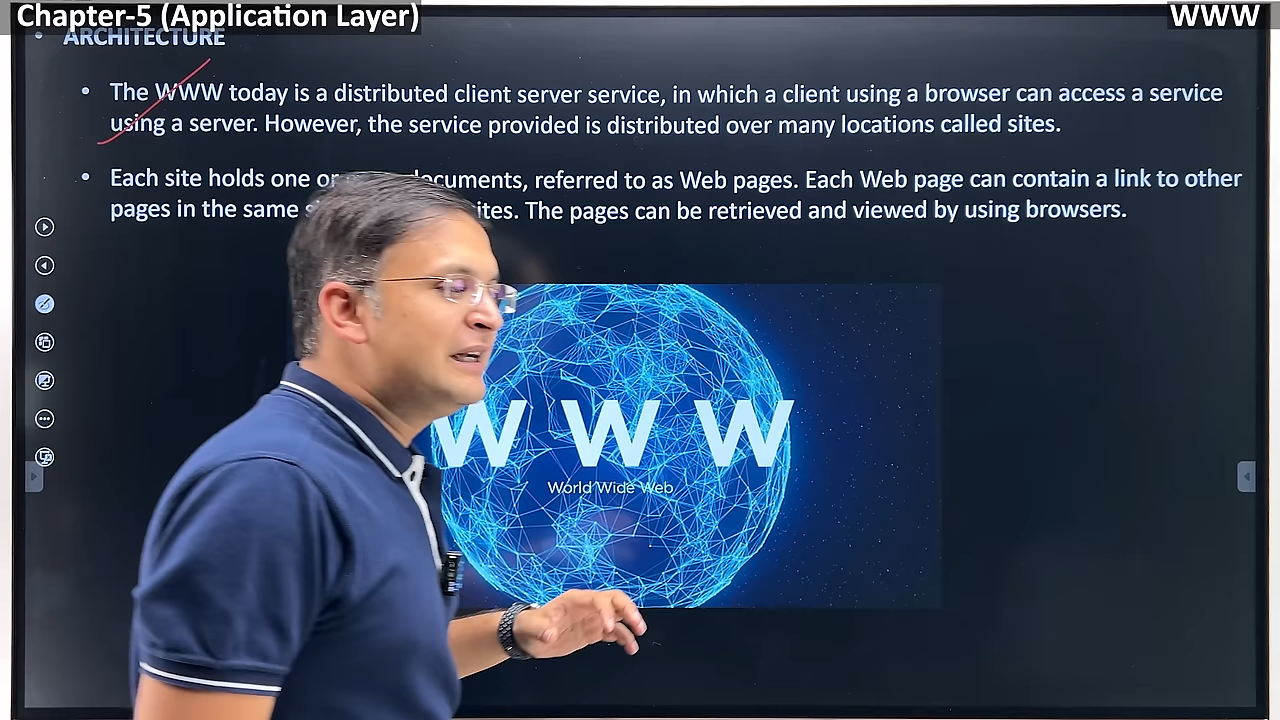 Chapter-5 (Application Layer)
WWW
• ARCHITECTURE
• The WWW today is a distributed client server service, in which a client using a browser can access a service
using a server. However, the service provided is distributed over many locations called sites.
• Each site holds one or documents, referred to as Web pages. Each Web page can contain a link to other
pages in the same sites. The pages can be retrieved and viewed by using browsers.
W W W
World Wide Web